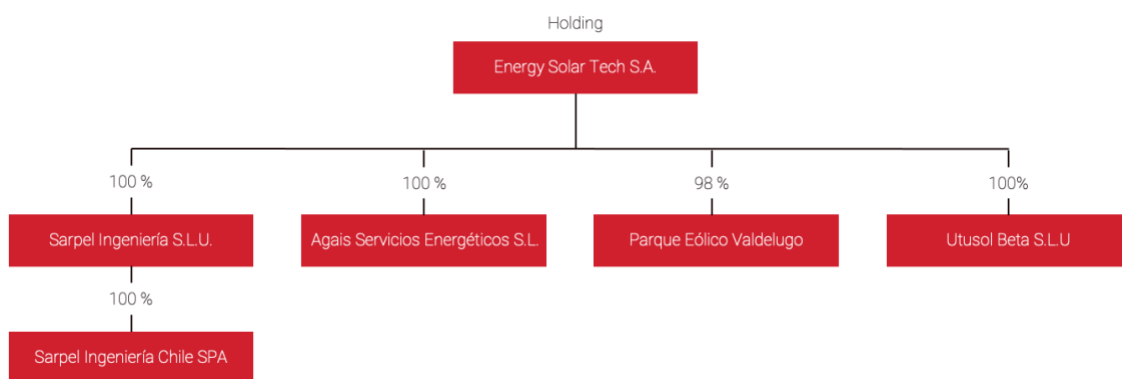 Holding
Energy Solar Tech S.A.
100 %
100 %
98 %
100%
Sarpel Ingeniería S.L.U.
Agais Servicios Energéticos S.L.
Parque Eólico Valdelugo
Utusol Beta S.L.U
100 %
Sarpel Ingeniería Chile SPA